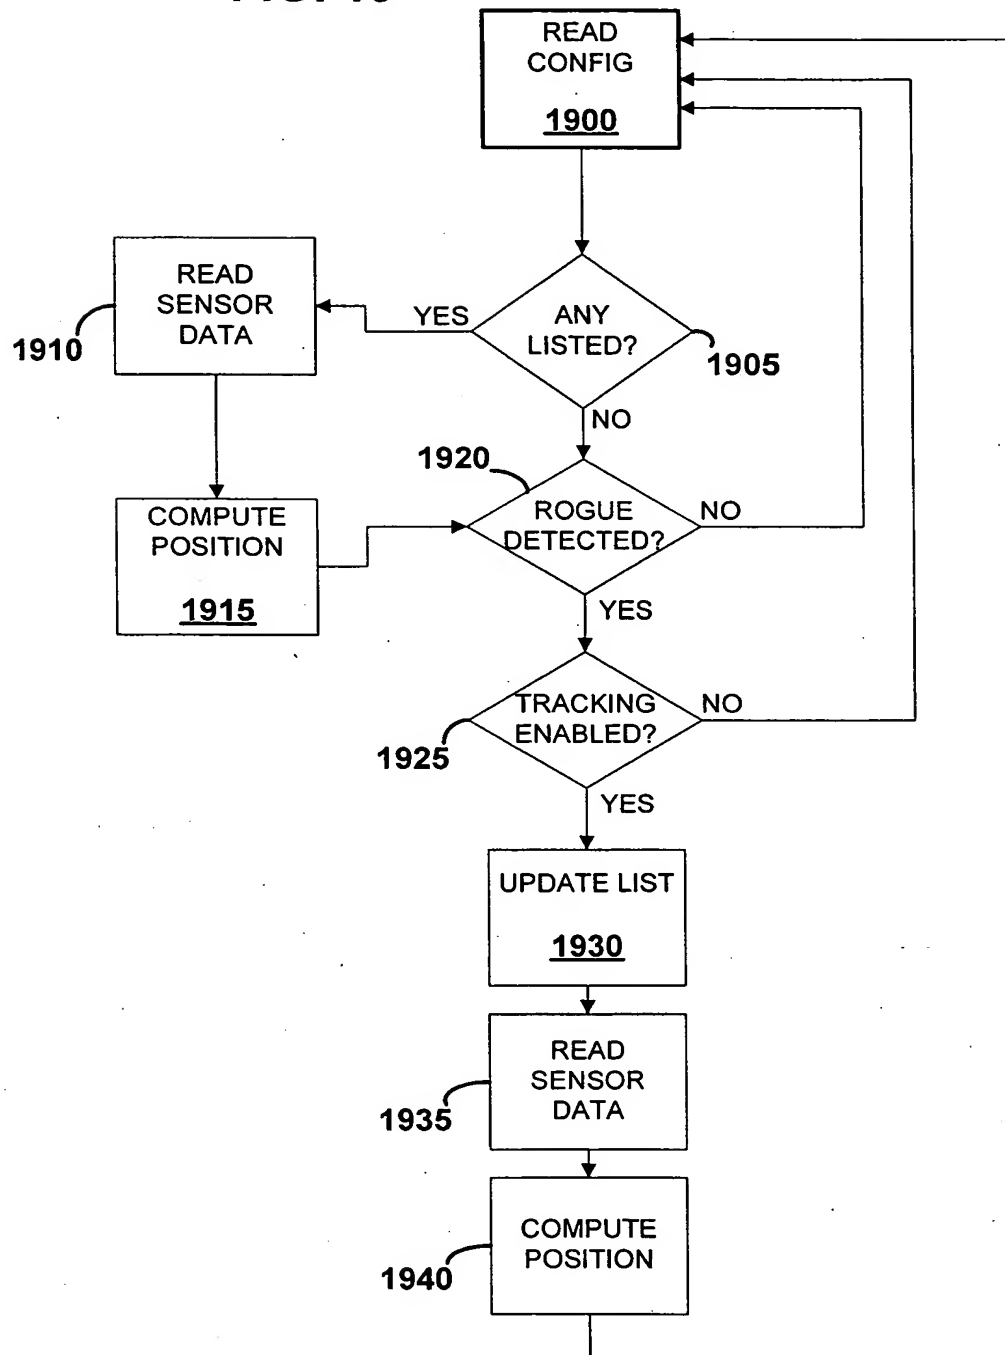 READ
CONFIG
1900
READ
SENSOR
DATA
1910
YES
ANY
LISTED?
1905
NO
1920
COMPUTE
POSITION
1915
ROGUE
DETECTED?
NO
YES
TRACKING
ENABLED?
NO
1925
YES
UPDATE LIST
1930
READ
SENSOR
DATA
1935
COMPUTE
POSITION
1940